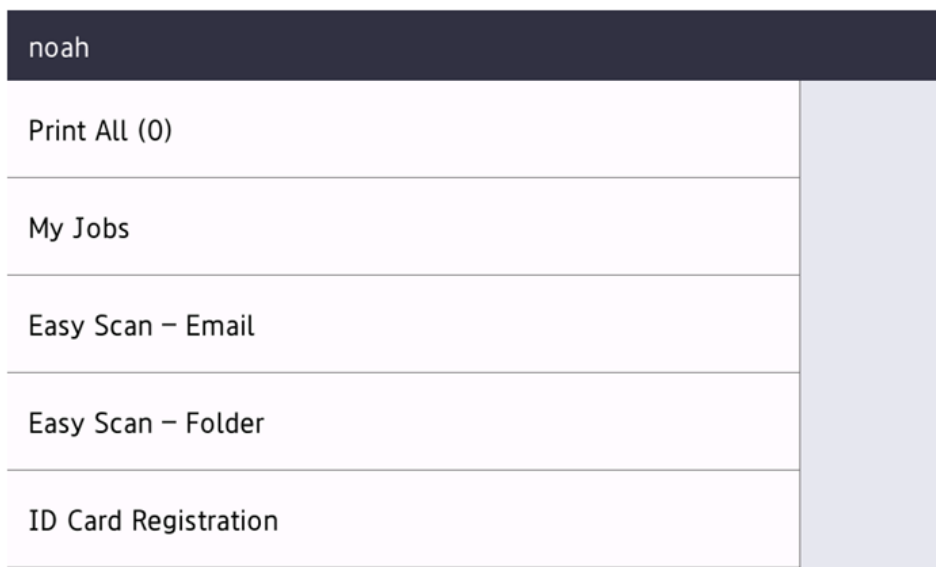 noah
Print All (0)
My Jobs
Easy Scan – Email
Easy Scan – Folder
ID Card Registration